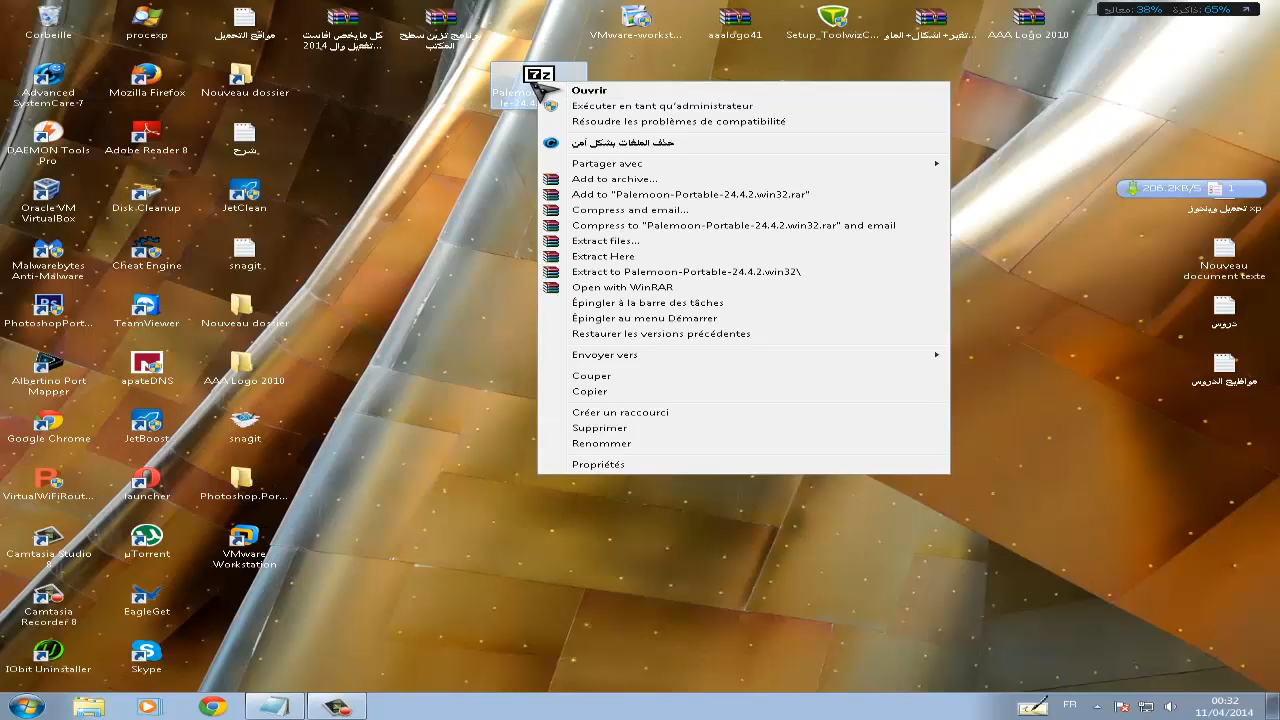 Corbeille
procexp
مواقع التحميل
كل ما يخص افاست
تفعيل وال 2014...
برنامج تزين سطح
المكتب
VMware-workst...
aaalogo41
Setup_ToolwizC...
AAA Logo 2010
معالج: 38% ذاكرة: 65%
Advanced
SystemCare-7
Mozilla Firefox
Nouveau dossier
DAEMON Tools
Pro
Adobe Reader 8
شرح
Oracle VM
VirtualBox
Disk-Cleanup
JetClean
Malwarebytes
Anti-Malware
Cheat Engine
snagit
PhotoshopPort...
TeamViewer
Nouveau dossier
Albertino Port
Mapper
apateDNS
AAA Logo 2010
Google Chrome
JetBoost
snagit
VirtualWiFiRout...
launcher
Photoshop.Por...
Camtasia Studio
8
µTorrent
VMware
Workstation
Camtasia
Recorder 8
EagleGet
IObit Uninstaller
Skype
7z
Ouvrir
Exécuter en tant qu'administrateur
Résoudre les problèmes de compatibilité
حذف الملفات بشكل آمن
Partager avec
Add to archive...
Add to "Palemoon-Portable-24.4.2.win32.rar"
Compress and email...
Compress to "Palemoon-Portable-24.4.2.win32.rar" and email
Extract files...
Extract Here
Extract to Palemoon-Portable-24.4.2.win32\
Open with WinRAR
Épingler à la barre des tâches
Épingler au menu Démarrer
Restaurer les versions précédentes
Envoyer vers
Couper
Copier
Créer un raccourci
Supprimer
Renommer
Propriétés
206.2KB/S 1
تحميل ويندوز xp
Nouveau
document texte
دروس
مواظيع الدروس
FR
00:32
11/04/2014